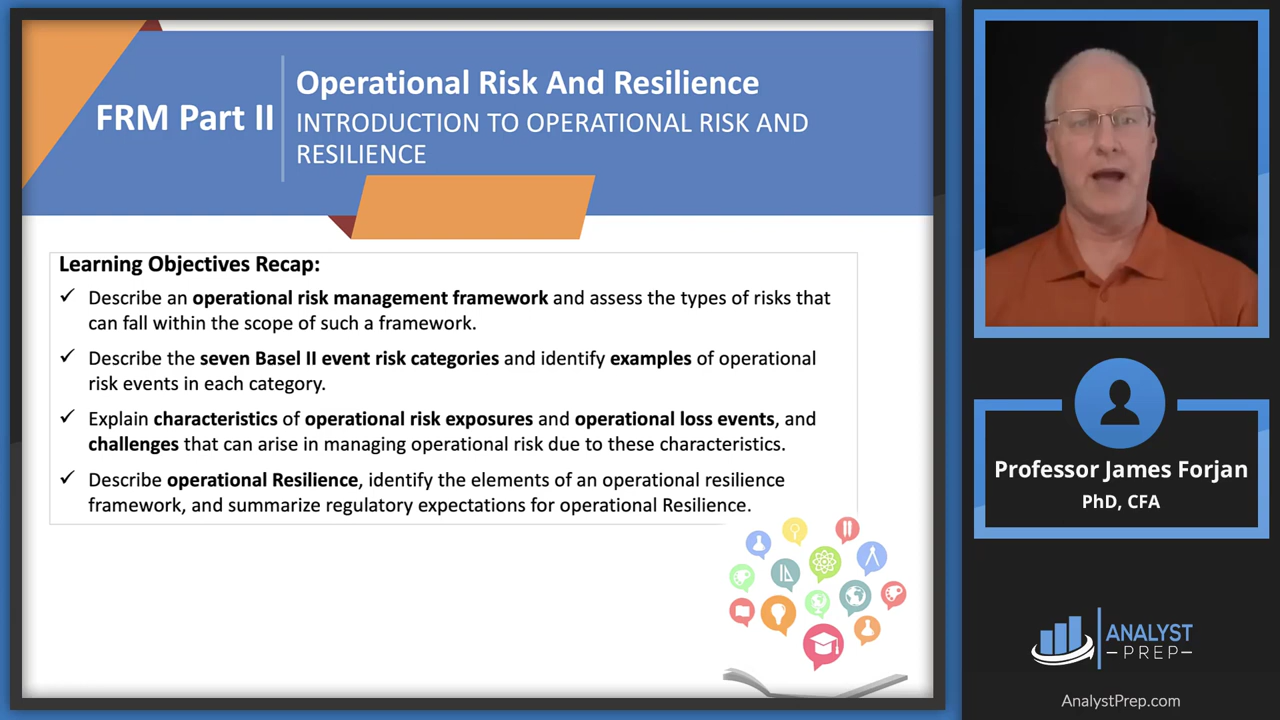 FRM Part II
Operational Risk And Resilience
INTRODUCTION TO OPERATIONAL RISK AND
RESILIENCE
Learning Objectives Recap:
✓ Describe an operational risk management framework and assess the types of risks that
can fall within the scope of such a framework.
✓ Describe the seven Basel II event risk categories and identify examples of operational
risk events in each category.
✓ Explain characteristics of operational risk exposures and operational loss events, and
challenges that can arise in managing operational risk due to these characteristics.
✓ Describe operational Resilience, identify the elements of an operational resilience
framework, and summarize regulatory expectations for operational Resilience.
Professor James Forjan
PhD, CFA
ANALYST
–PREP–
AnalystPrep.com